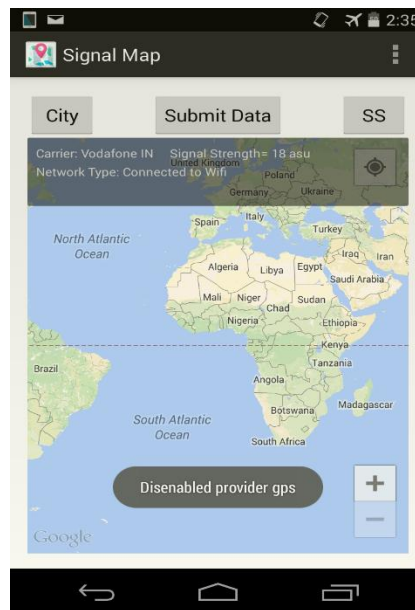 2:35
Signal Map
City Submit Data SS
Carrier: Vodafone IN Signal Strength= 18 asu
Network Type: Connected to Wifi
United Kingdom
Poland
Germany Ukraine
Spain Italy Turkey
North Atlantic
Ocean
Iraq Iran
Algeria Libya Egypt
Saudi Arabia
Mali Niger Chad Sudan
Nigeria Ethiopia
Kenya
Brazil
Tanzania
Angola
Botswana Madagascar
South Atlantic
Ocean
South Africa
Disenabled provider gps
+
−
Google